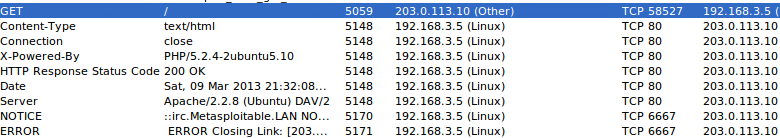 GET / 5059 203.0.113.10 (Other) TCP 58527 192.168.3.5 (
Content-Type text/html 5148 192.168.3.5 (Linux) TCP 80 203.0.113.10
Connection close 5148 192.168.3.5 (Linux) TCP 80 203.0.113.10
X-Powered-By PHP/5.2.4-2ubuntu5.10 5148 192.168.3.5 (Linux) TCP 80 203.0.113.10
HTTP Response Status Code 200 OK 5148 192.168.3.5 (Linux) TCP 80 203.0.113.10
Date Sat, 09 Mar 2013 21:32:08... 5148 192.168.3.5 (Linux) TCP 80 203.0.113.10
Server Apache/2.2.8 (Ubuntu) DAV/2 5148 192.168.3.5 (Linux) TCP 80 203.0.113.10
NOTICE ::irc.Metasploitable.LAN NO... 5170 192.168.3.5 (Linux) TCP 6667 203.0.113.10
ERROR ERROR Closing Link: [203.... 5171 192.168.3.5 (Linux) TCP 6667 203.0.113.10